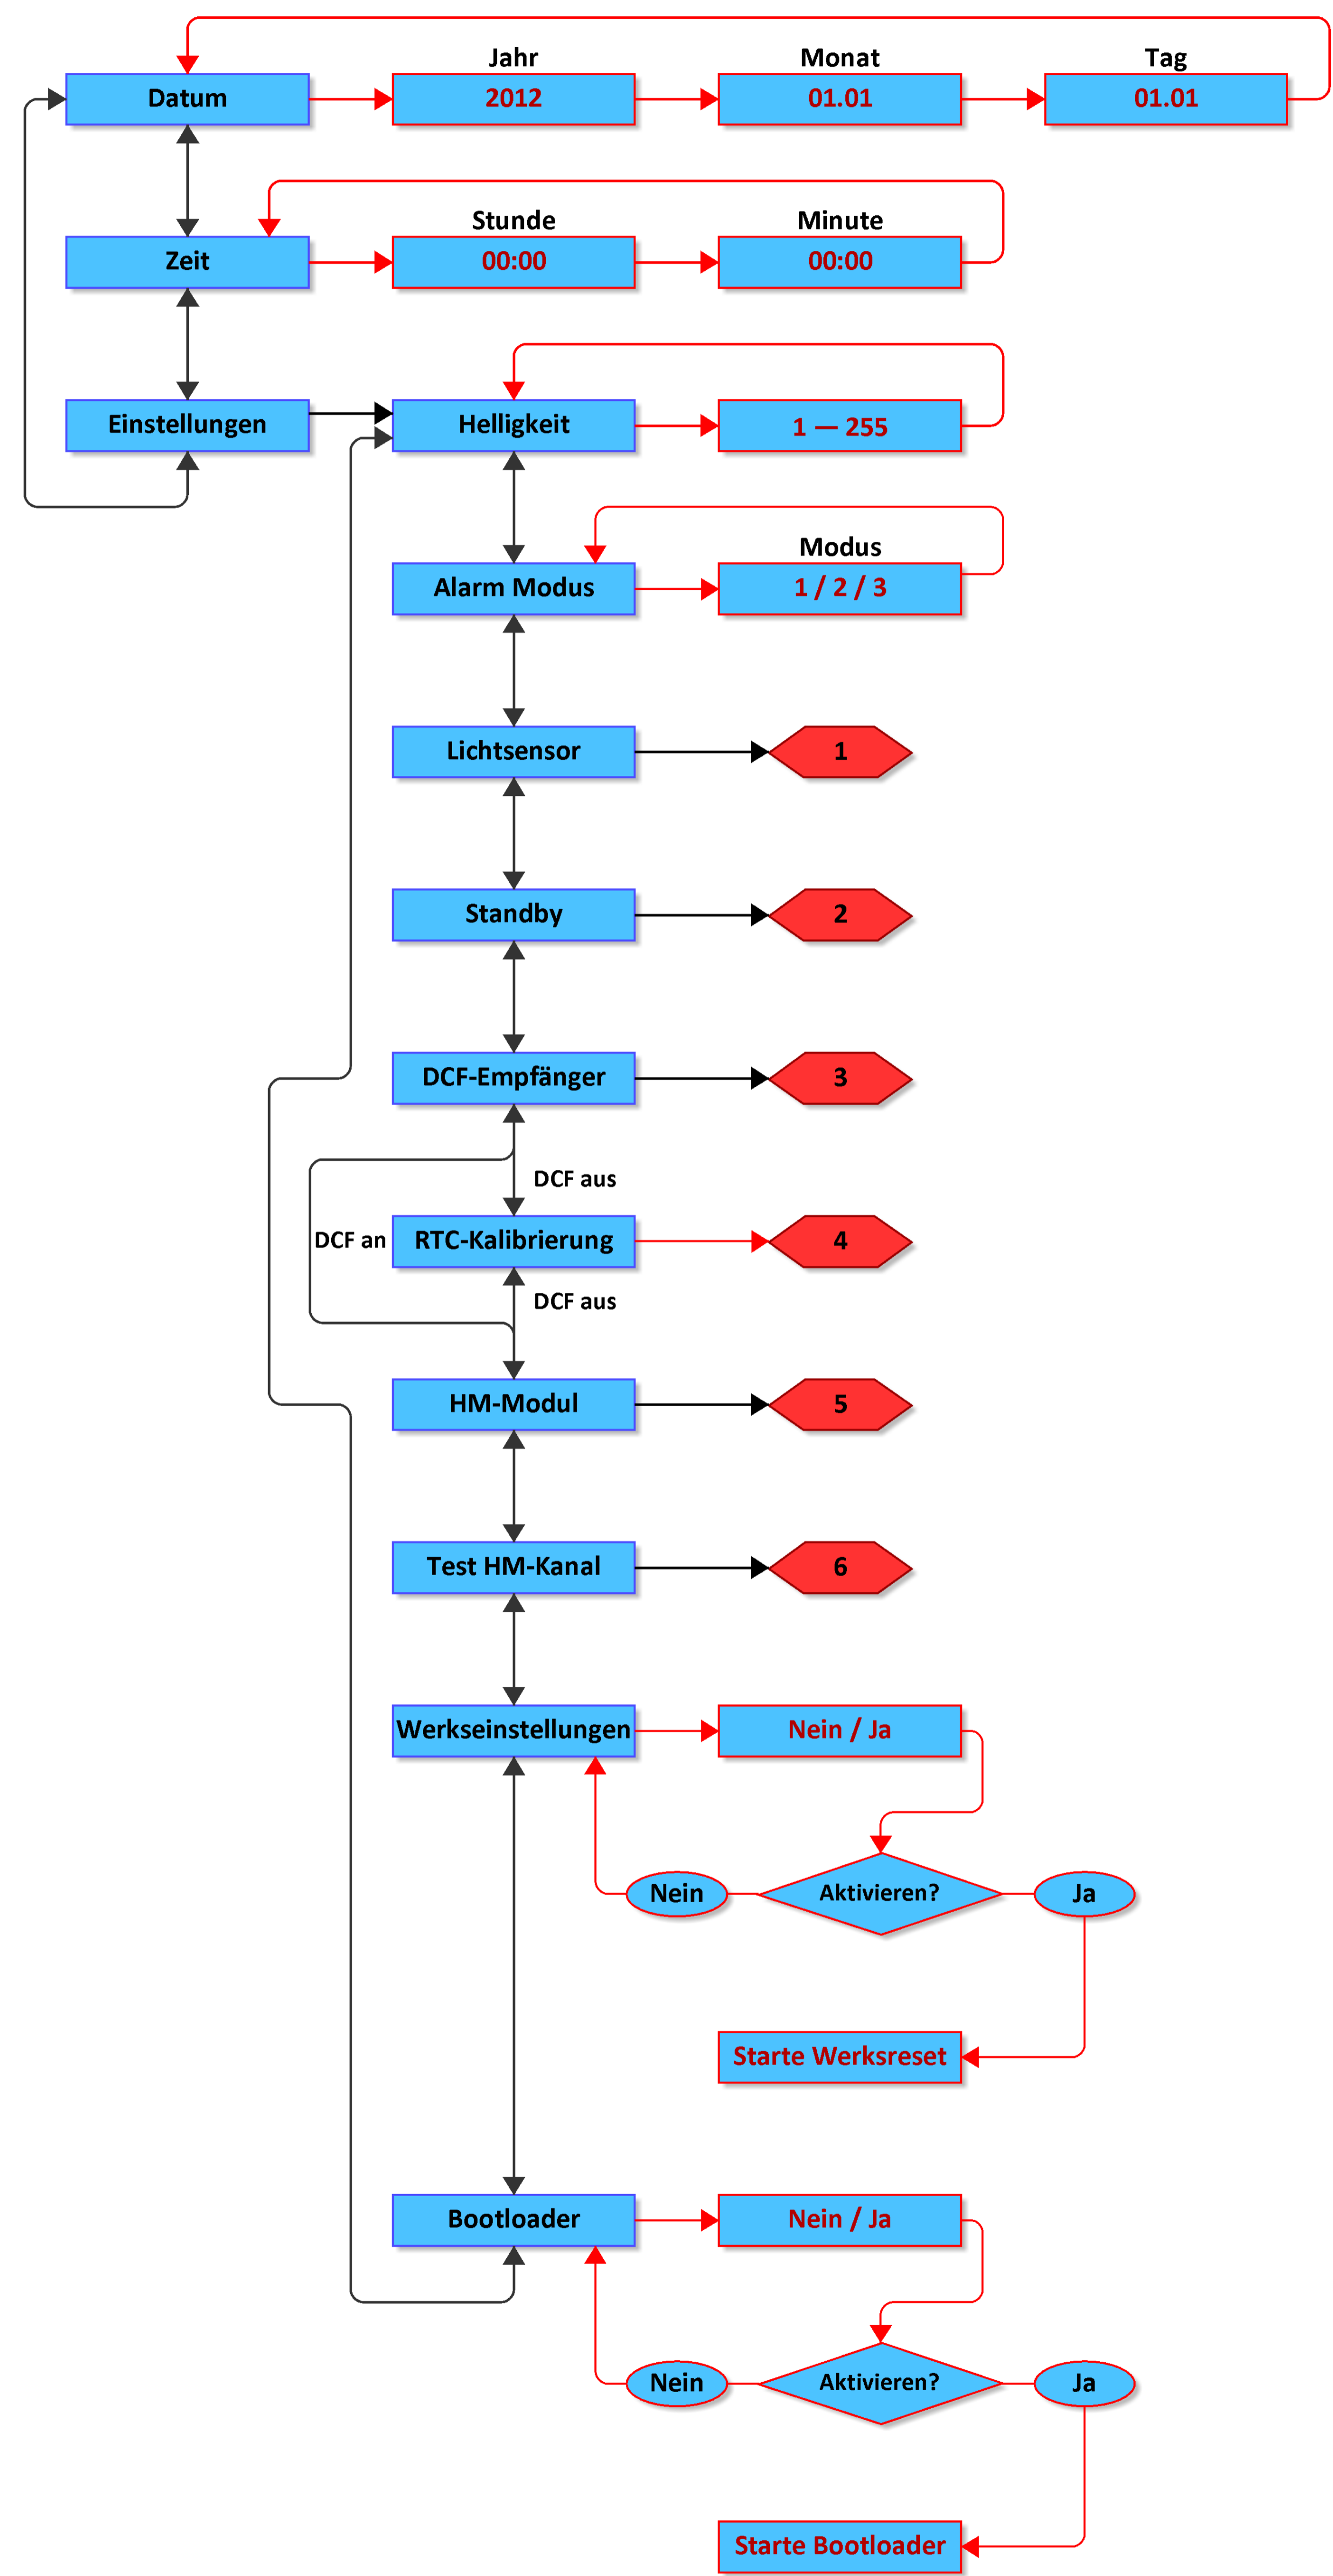 Jahr Monat Tag
Datum 2012 01.01 01.01
Stunde Minute
Zeit 00:00 00:00
Einstellungen Helligkeit 1 — 255
Modus
Alarm Modus 1 / 2 / 3
Lichtsensor 1
Standby 2
DCF-Empfänger 3
DCF aus
DCF an RTC-Kalibrierung 4
DCF aus
HM-Modul 5
Test HM-Kanal 6
Werkseinstellungen Nein / Ja
Nein Aktivieren? Ja
Starte Werksreset
Bootloader Nein / Ja
Nein Aktivieren? Ja
Starte Bootloader